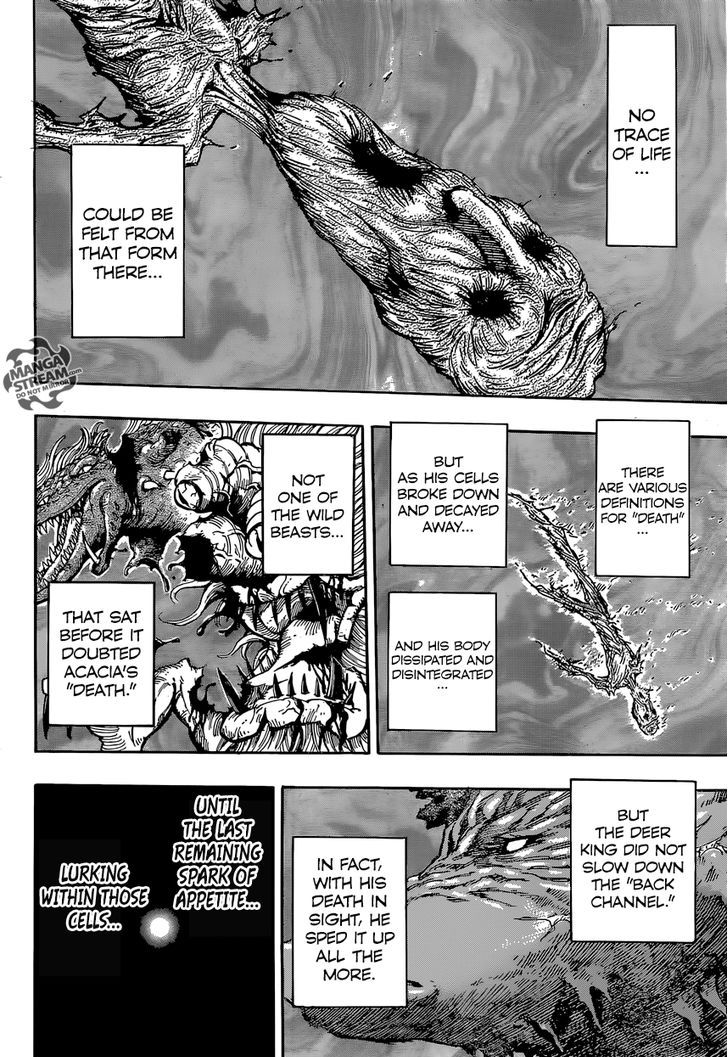 NO
TRACE
OF LIFE
...
COULD BE
FELT FROM
THAT FORM
THERE...
MANGA
STREAM.com
DO NOT MIRROR
THERE
ARE VARIOUS
DEFINITIONS
FOR "DEATH"
...
BUT
AS HIS CELLS
BROKE DOWN
AND DECAYED
AWAY...
AND HIS BODY
DISSIPATED AND
DISINTEGRATED
...
NOT
ONE OF
THE WILD
BEASTS...
THAT SAT
BEFORE IT
DOUBTED
ACACIA'S
"DEATH."
BUT
THE DEER
KING DID NOT
SLOW DOWN
THE "BACK
CHANNEL."
IN FACT,
WITH HIS
DEATH IN
SIGHT, HE
SPED IT UP
ALL THE
MORE.
UNTIL
THE LAST
REMAINING
SPARK OF
APPETITE...
LURKING
WITHIN THOSE
CELLS...